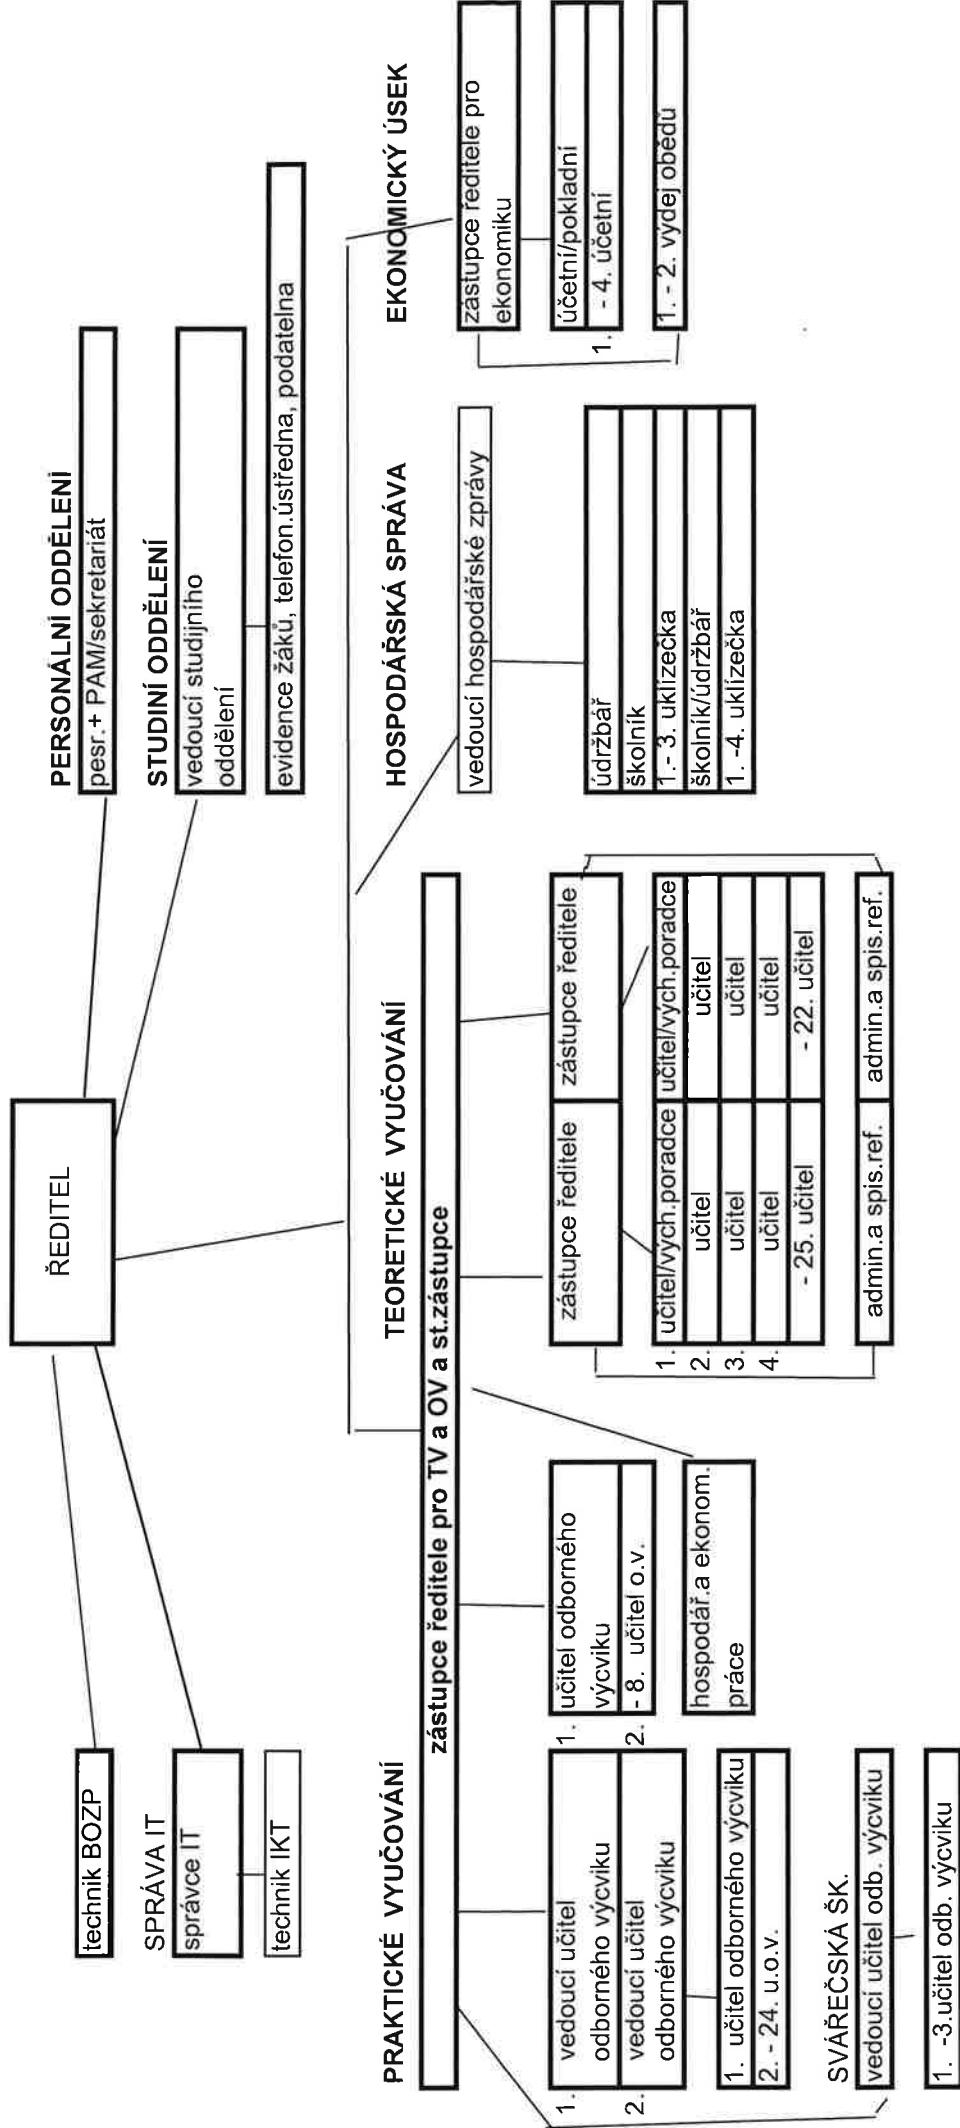 ŘEDITEL
technik BOZP
SPRÁVA IT
správce IT
technik IKT
PERSONÁLNÍ ODDĚLENÍ
pesr.+ PAM/sekretariát
STUDINÍ ODDĚLENÍ
vedoucí studijního
oddělení
evidence žáků, telefon.ústředna, podatelna
PRAKTICKÉ VYUČOVÁNÍ
TEORETICKÉ VYUČOVÁNÍ
HOSPODÁŘSKÁ SPRÁVA
EKONOMICKÝ ÚSEK
zástupce ředitele pro TV a OV a st.zástupce
1. vedoucí učitel
odborného výcviku
2. vedoucí učitel
odborného výcviku
1. učitel odborného výcviku
2. - 24. u.o.v.
SVÁŘEČSKÁ ŠK.
vedoucí učitel odb. výcviku
1. -3.učitel odb. výcviku
1. učitel odborného
výcviku
2. - 8. učitel o.v.
hospodář.a ekonom.
práce
zástupce ředitele
zástupce ředitele
1. učitel/vých.poradce učitel/vých.poradce
2. učitel učitel
3. učitel učitel
4. učitel učitel
- 25. učitel - 22. učitel
admin.a spis.ref. admin.a spis.ref.
vedoucí hospodářské zprávy
údržbář
školník
1.- 3. uklízečka
školník/údržbář
1. -4. uklízečka
zástupce ředitele pro
ekonomiku
účetní/pokladní
1. - 4. účetní
1. - 2. výdej obědů